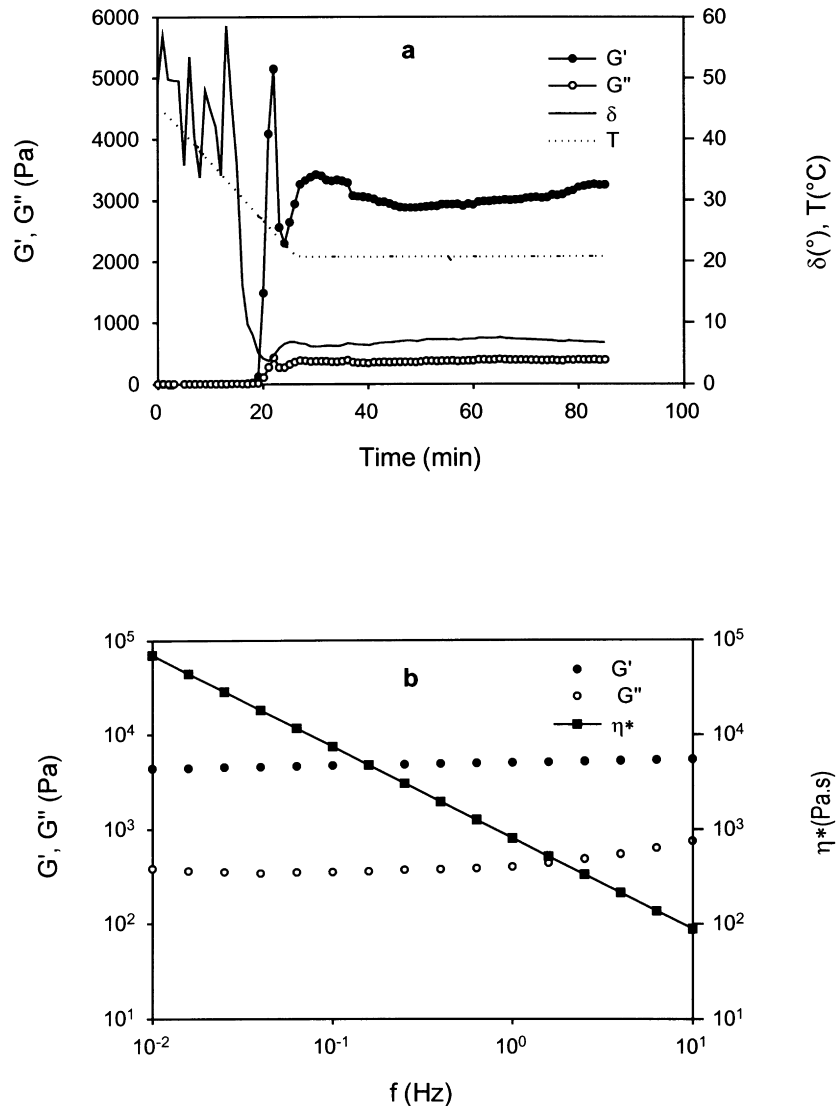 a
G'
G"
δ
T
6000
5000
4000
3000
2000
1000
0
G', G" (Pa)
60
50
40
30
20
10
0
δ(°), T(°C)
0
20
40
60
80
100
Time (min)
b
G'
G"
η*
10⁵
10⁴
10³
10²
10¹
G', G" (Pa)
10⁵
10⁴
10³
10²
10¹
η*(Pa.s)
10⁻²
10⁻¹
10⁰
10¹
f (Hz)